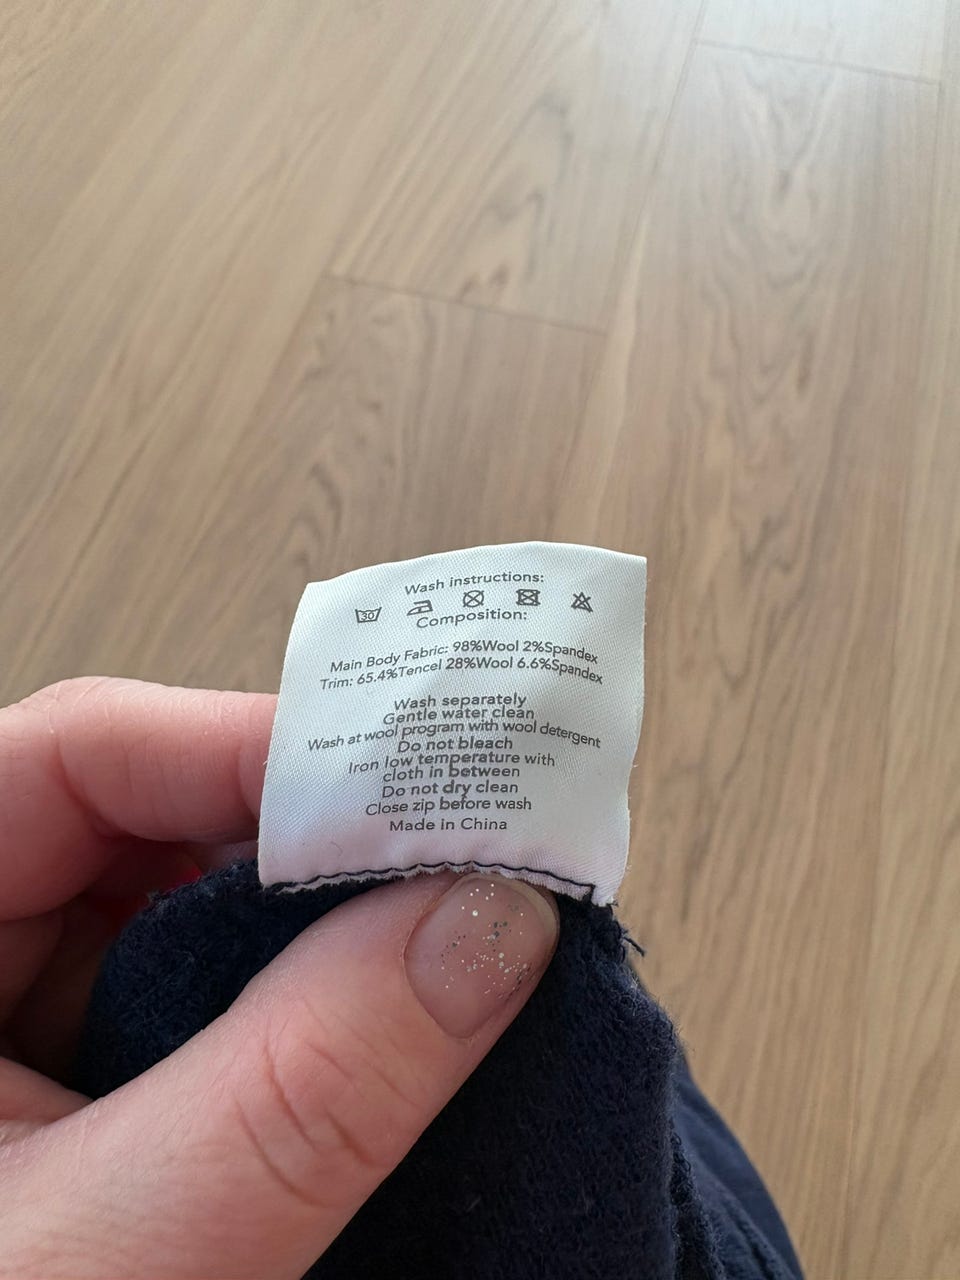 Wash instructions:
30
Composition:
Main Body Fabric: 98%Wool 2%Spandex
Trim: 65.4%Tencel 28%Wool 6.6%Spandex
Wash separately
Gentle water clean
Wash at wool program with wool detergent
Do not bleach
Iron low temperature with
cloth in between
Do not dry clean
Close zip before wash
Made in China